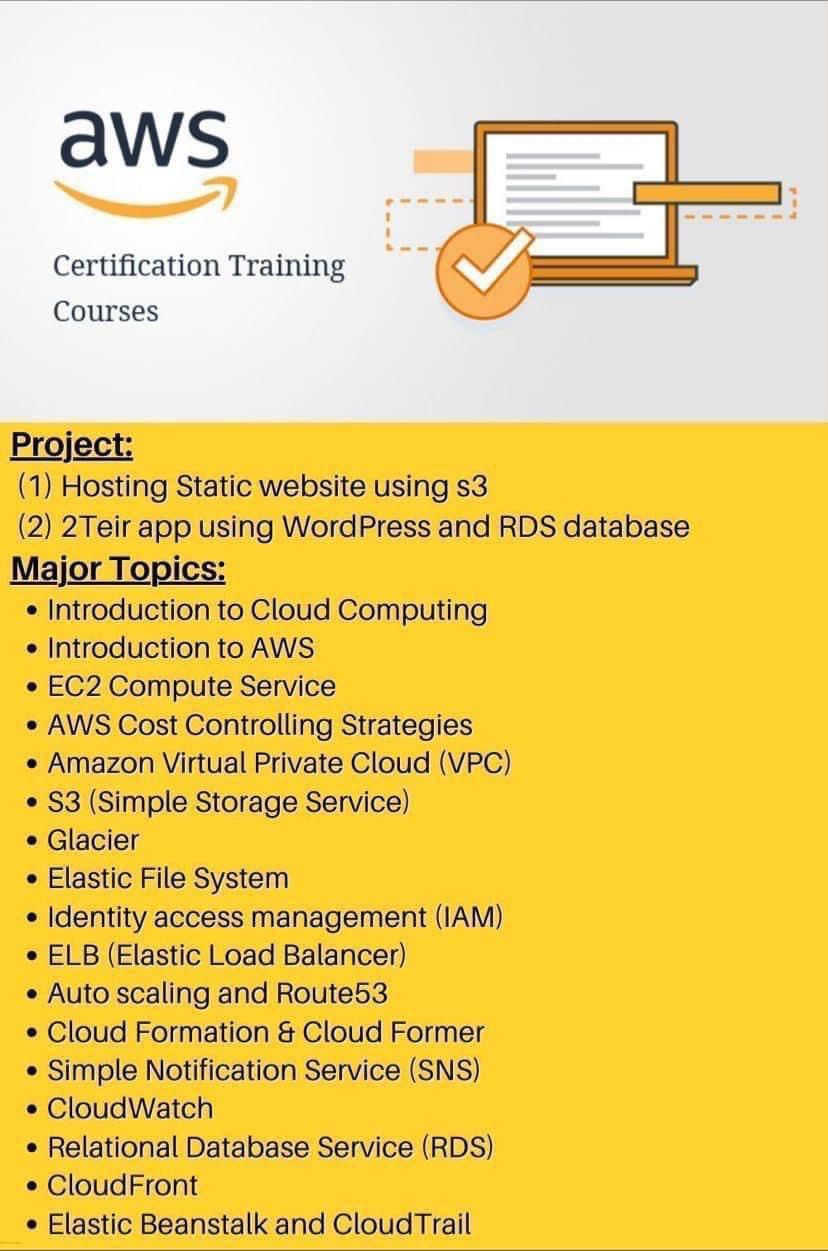 aws
Certification Training
Courses
Project:
(1) Hosting Static website using s3
(2) 2Teir app using WordPress and RDS database
Major Topics:
• Introduction to Cloud Computing
• Introduction to AWS
• EC2 Compute Service
• AWS Cost Controlling Strategies
• Amazon Virtual Private Cloud (VPC)
• S3 (Simple Storage Service)
• Glacier
• Elastic File System
• Identity access management (IAM)
• ELB (Elastic Load Balancer)
• Auto scaling and Route53
• Cloud Formation & Cloud Former
• Simple Notification Service (SNS)
• CloudWatch
• Relational Database Service (RDS)
• CloudFront
• Elastic Beanstalk and CloudTrail